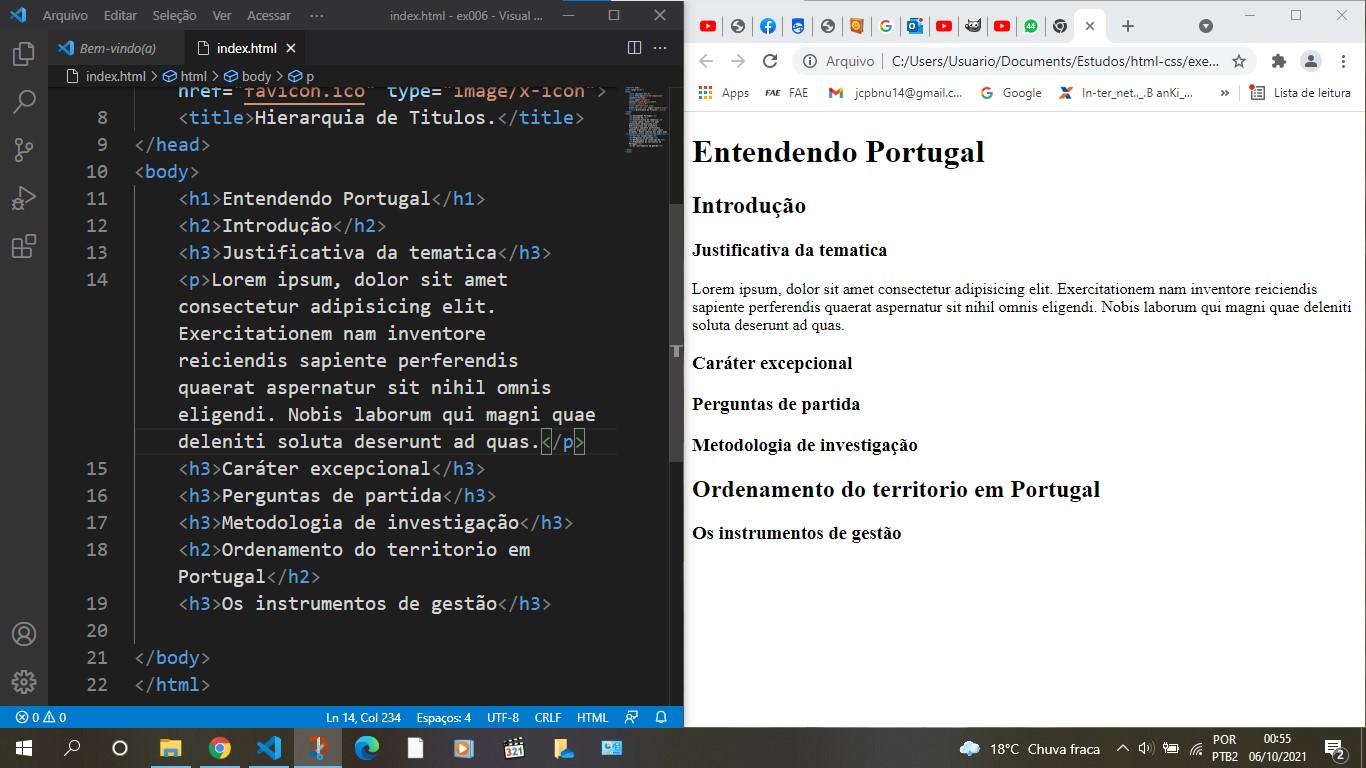 Arquivo Editar Seleção Ver Acessar ··· index.html - ex006 - Visual ...
Bem-vindo(a) index.html
index.html > html > body > p
href="favicon.ico" type="image/x-icon">
8 <title>Hierarquia de Titulos.</title>
9 </head>
10 <body>
11 <h1>Entendendo Portugal</h1>
12 <h2>Introdução</h2>
13 <h3>Justificativa da tematica</h3>
14 <p>Lorem ipsum, dolor sit amet
consectetur adipisicing elit.
Exercitationem nam inventore
reiciendis sapiente perferendis
quaerat aspernatur sit nihil omnis
eligendi. Nobis laborum qui magni quae
deleniti soluta deserunt ad quas.</p>
15 <h3>Caráter excepcional</h3>
16 <h3>Perguntas de partida</h3>
17 <h3>Metodologia de investigação</h3>
18 <h2>Ordenamento do territorio em
Portugal</h2>
19 <h3>Os instrumentos de gestão</h3>
20
21 </body>
22 </html>
0 0 Ln 14, Col 234 Espaços: 4 UTF-8 CRLF HTML
44
Arquivo | C:/Users/Usuario/Documents/Estudos/html-css/exe...
Apps FAE FAE jcpbnu14@gmail.c... Google In-ter_net.._.B anKi_... » Lista de leitura
Entendendo Portugal
Introdução
Justificativa da tematica
Lorem ipsum, dolor sit amet consectetur adipisicing elit. Exercitationem nam inventore reiciendis
sapiente perferendis quaerat aspernatur sit nihil omnis eligendi. Nobis laborum qui magni quae deleniti
soluta deserunt ad quas.
Caráter excepcional
Perguntas de partida
Metodologia de investigação
Ordenamento do territorio em Portugal
Os instrumentos de gestão
321
18°C Chuva fraca POR 00:55
PTB2 06/10/2021 2